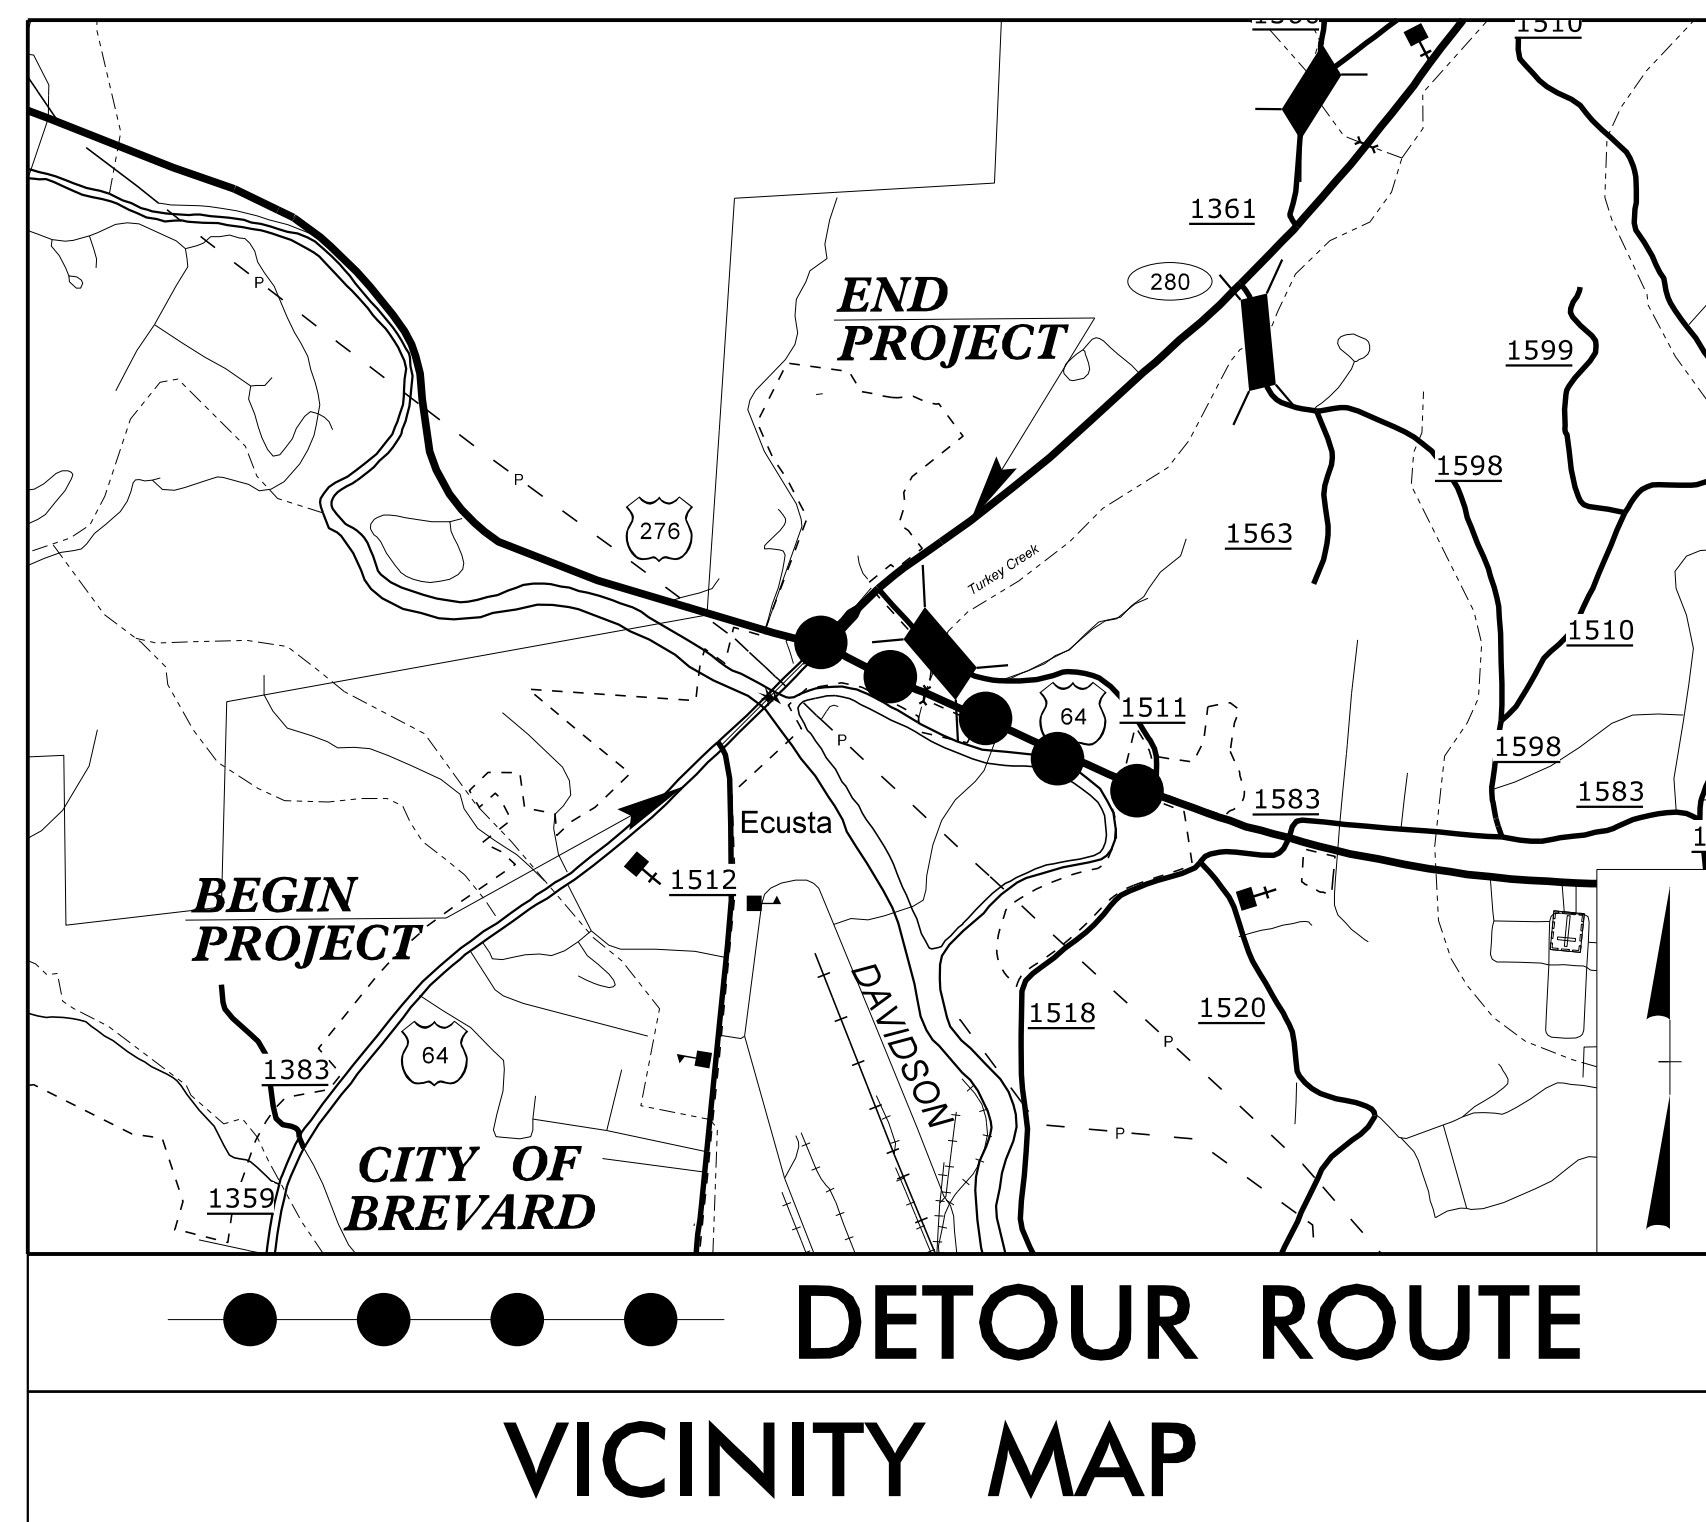 1510
1361
280
END
PROJECT
P
1599
1598
P
276
1563
Turkey Creek
1510
1511
64
P
1598
1583
1583
Ecusta
1512
BEGIN
PROJECT
DAVIDSON
1518
1520
P
64
1383
P
CITY OF
BREVARD
1359
DETOUR ROUTE
VICINITY MAP